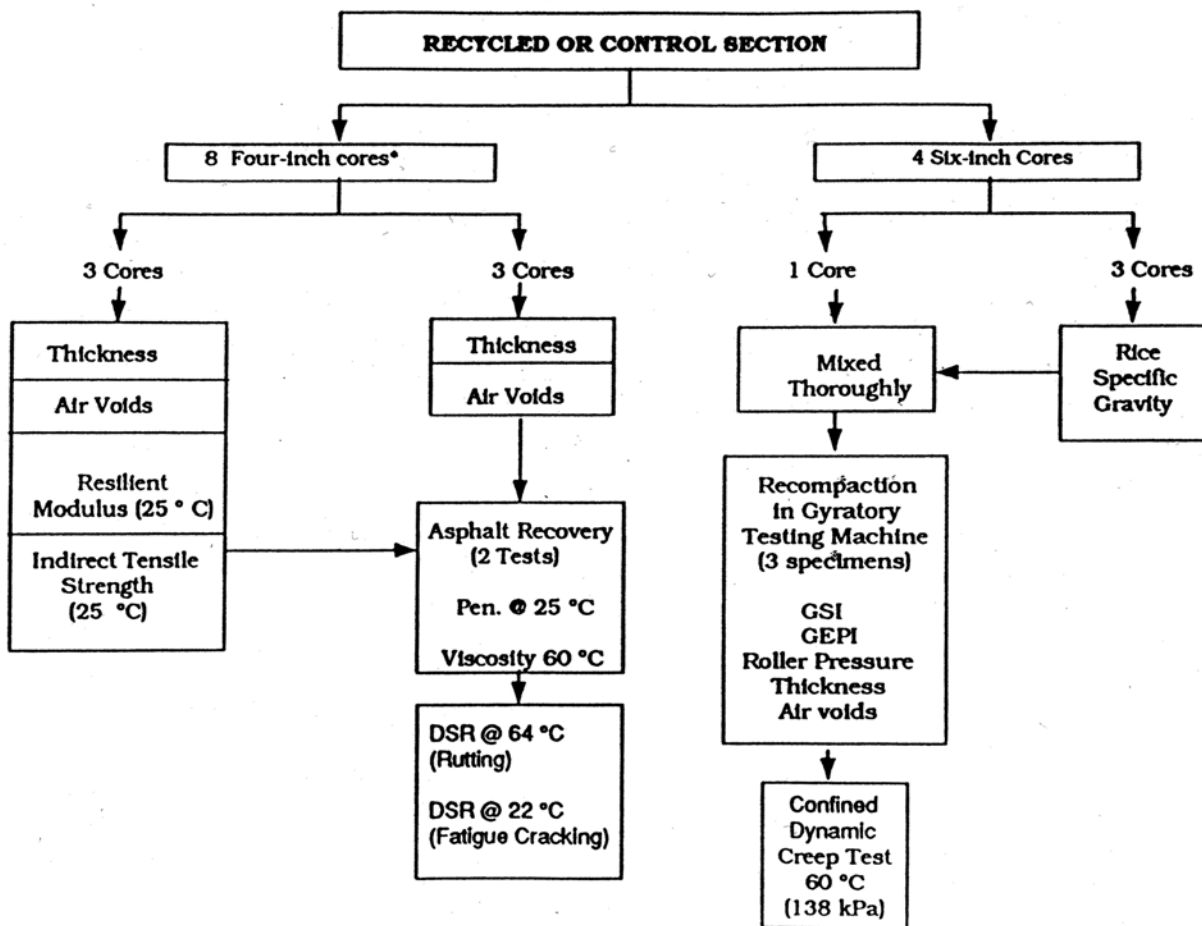 RECYCLED OR CONTROL SECTION
8 Four-inch cores*
4 Six-inch Cores
3 Cores
3 Cores
1 Core
3 Cores
Thickness
Air Voids
Resilient
Modulus (25 ° C)
Indirect Tensile
Strength
(25 °C)
Thickness
Air Voids
Asphalt Recovery
(2 Tests)
Pen. @ 25 °C
Viscosity 60 °C
DSR @ 64 °C
(Rutting)
DSR @ 22 °C
(Fatigue Cracking)
Mixed
Thoroughly
Rice
Specific
Gravity
Recompaction
in Gyratory
Testing Machine
(3 specimens)
GSI
GEPI
Roller Pressure
Thickness
Air voids
Confined
Dynamic
Creep Test
60 °C
(138 kPa)